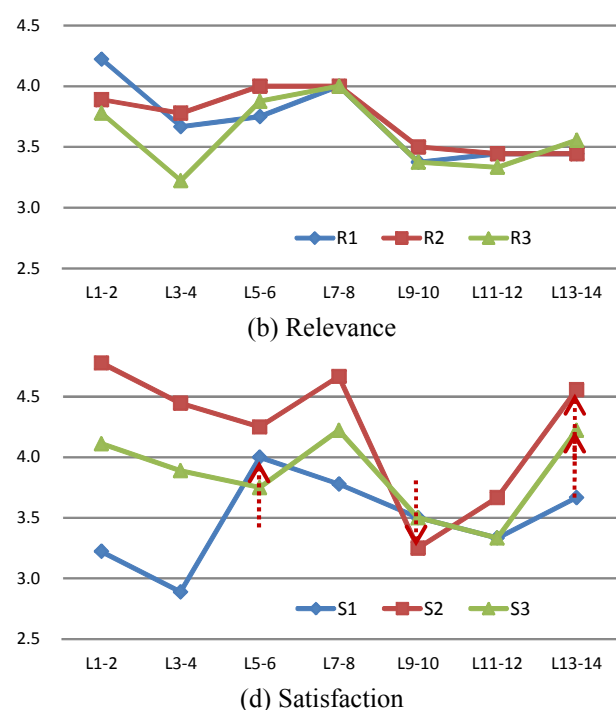 4.5
4.0
3.5
3.0
2.5
R1 R2 R3
L1-2 L3-4 L5-6 L7-8 L9-10 L11-12 L13-14
(b) Relevance
4.5
4.0
3.5
3.0
2.5
S1 S2 S3
L1-2 L3-4 L5-6 L7-8 L9-10 L11-12 L13-14
(d) Satisfaction